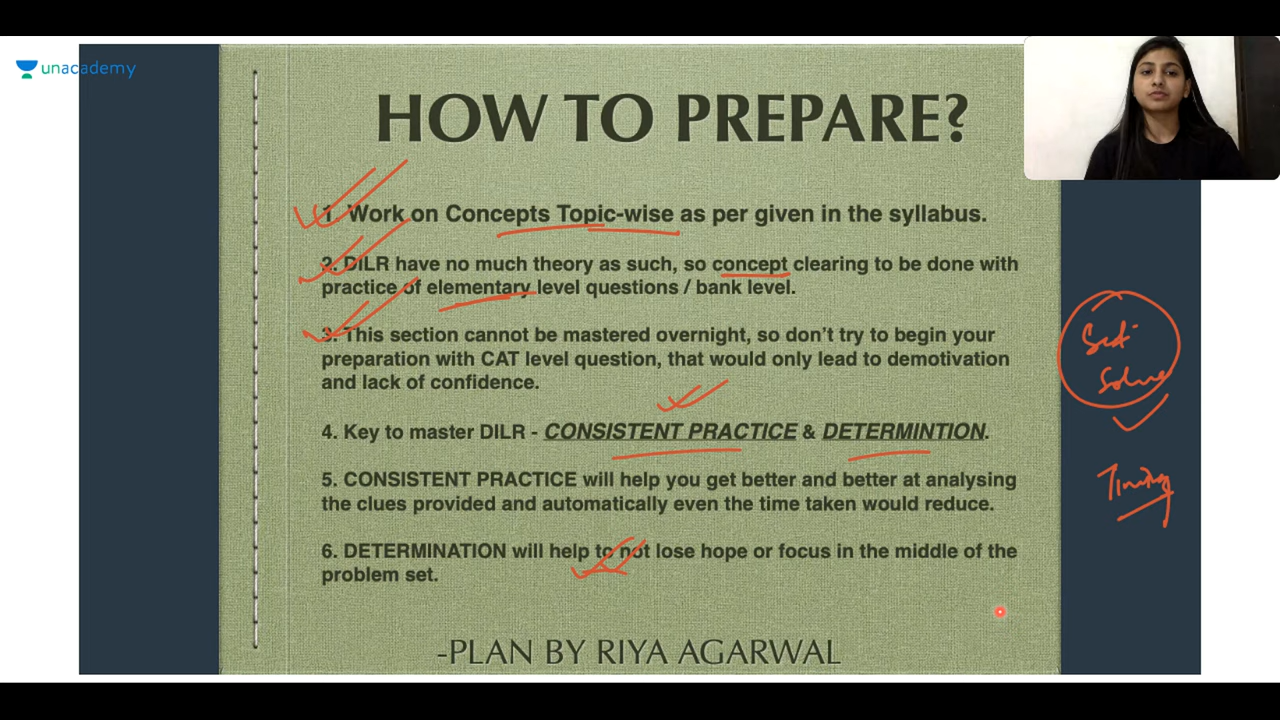 unacademy
HOW TO PREPARE?
1. Work on Concepts Topic-wise as per given in the syllabus.
2. DILR have no much theory as such, so concept clearing to be done with
practice of elementary level questions / bank level.
3. This section cannot be mastered overnight, so don't try to begin your
preparation with CAT level question, that would only lead to demotivation
and lack of confidence.
4. Key to master DILR - CONSISTENT PRACTICE & DETERMINTION.
5. CONSISTENT PRACTICE will help you get better and better at analysing
the clues provided and automatically even the time taken would reduce.
6. DETERMINATION will help to not lose hope or focus in the middle of the
problem set.
-PLAN BY RIYA AGARWAL
Set
Solve
Timing